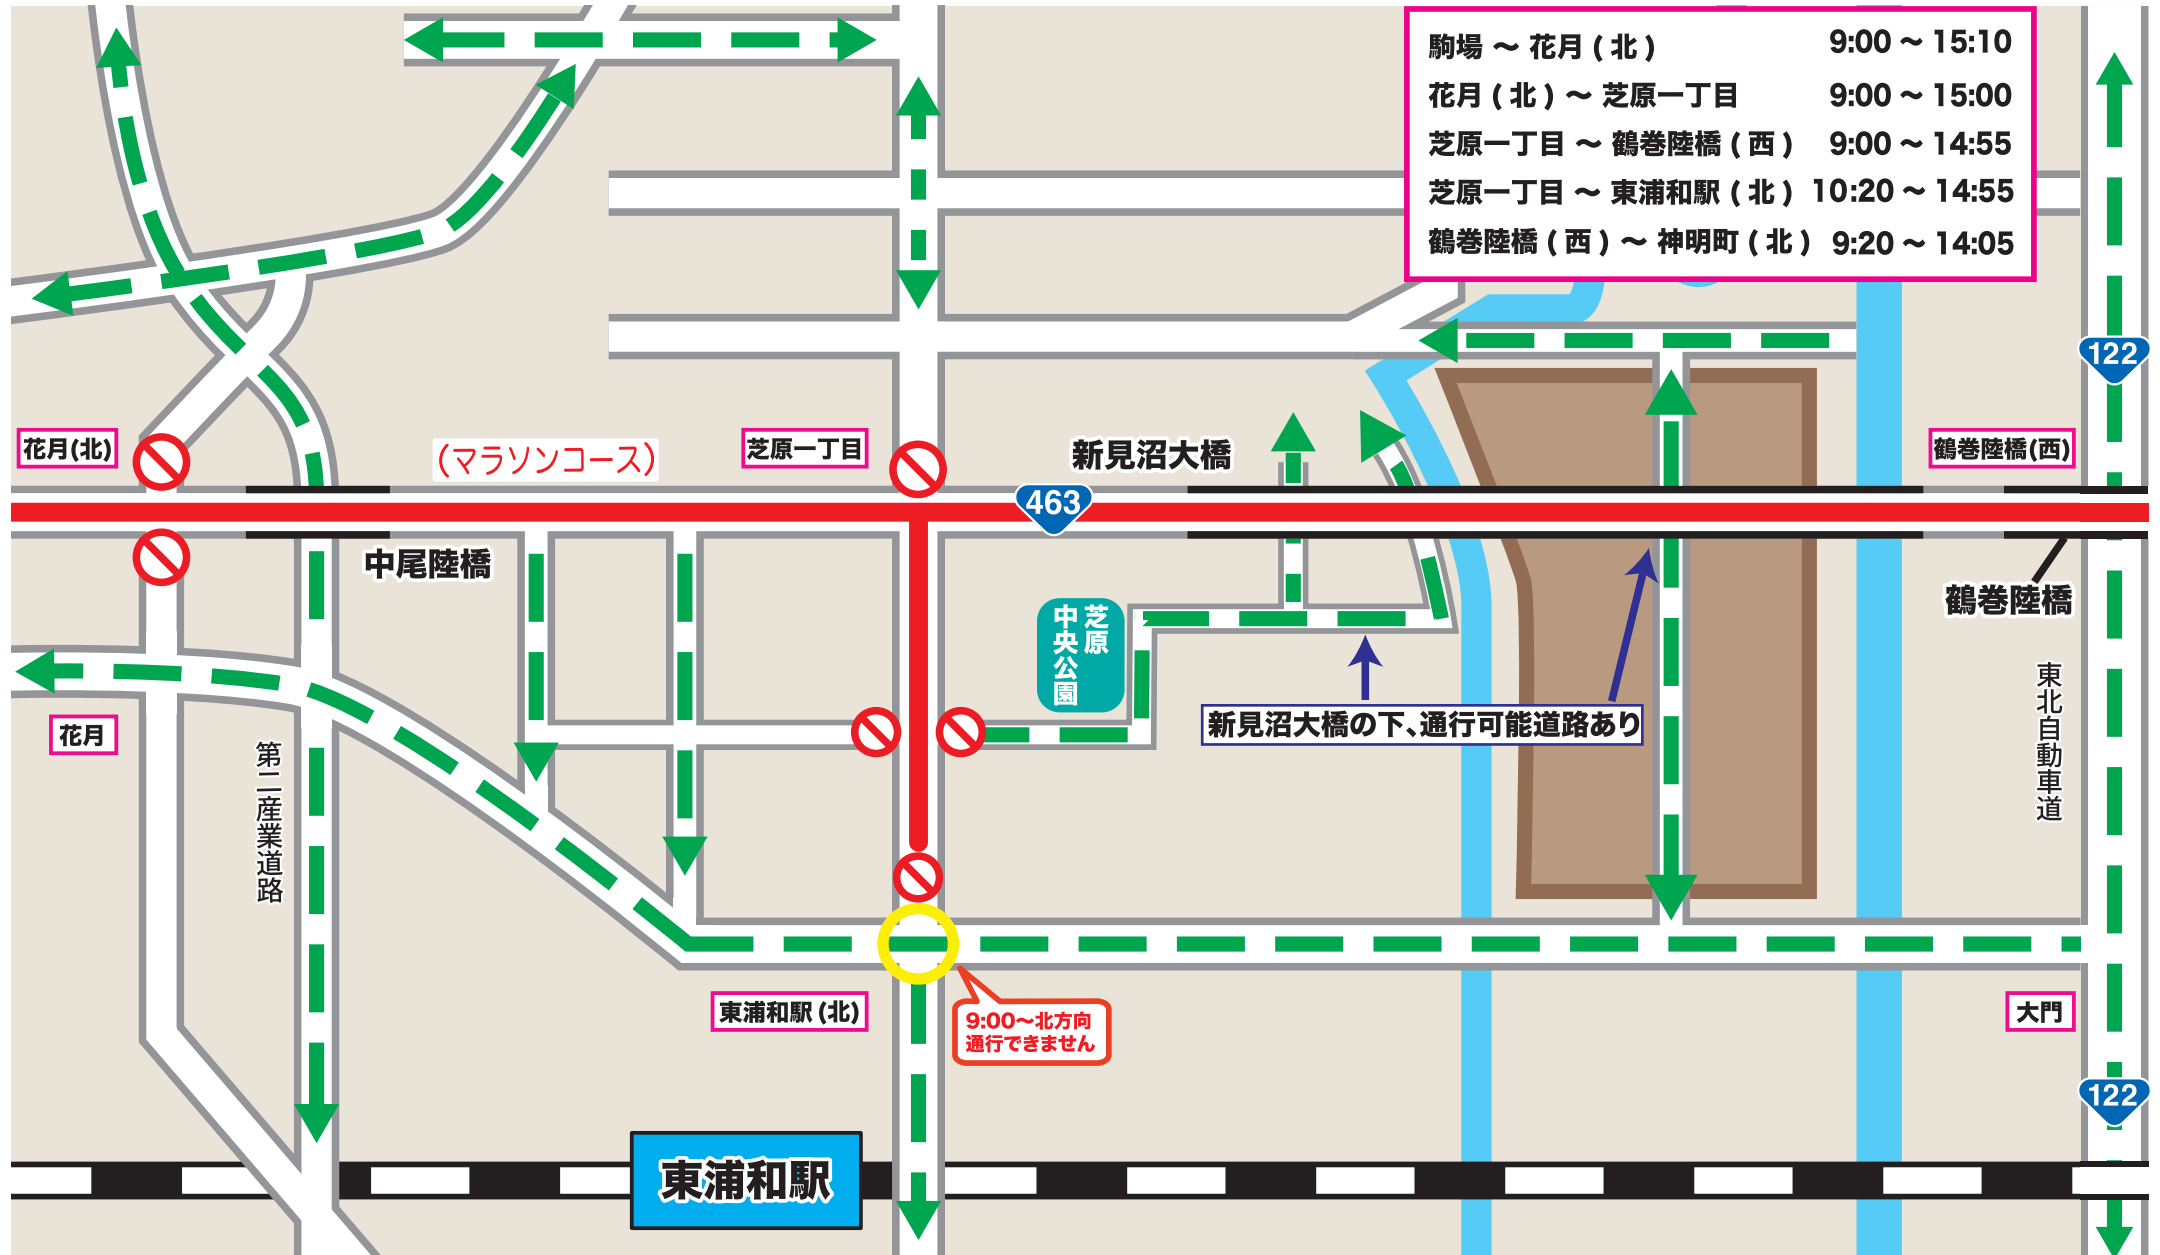 駒場 〜 花月 ( 北 ) 9:00 〜 15:10
花月 ( 北 ) 〜 芝原一丁目 9:00 〜 15:00
芝原一丁目 〜 鶴巻陸橋 ( 西 ) 9:00 〜 14:55
芝原一丁目 〜 東浦和駅 ( 北 ) 10:20 〜 14:55
鶴巻陸橋 ( 西 ) 〜 神明町 ( 北 ) 9:20 〜 14:05
122
花月(北)
(マラソンコース)
芝原一丁目
新見沼大橋
鶴巻陸橋(西)
463
中尾陸橋
鶴巻陸橋
芝原
中央公園
新見沼大橋の下、通行可能道路あり
花月
第二産業道路
東北自動車道
東浦和駅(北)
9:00〜北方向
通行できません
大門
122
東浦和駅